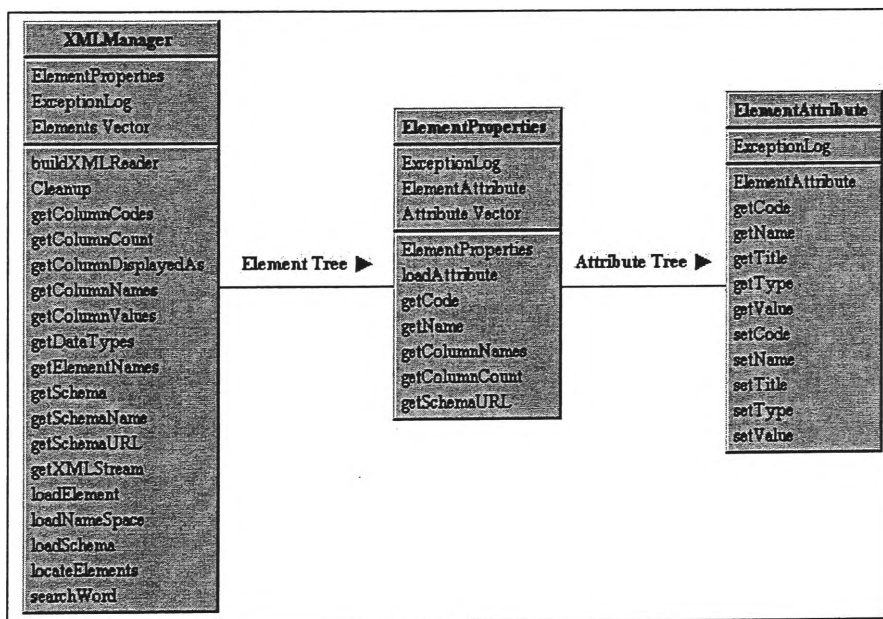 XMLManager
ElementProperties
ExceptionLog
Elements Vector
buildXMLReader
Cleanup
getColumnCodes
getColumnCount
getColumnDisplayedAs
getColumnNames
getColumnValues
getDataTypes
getElementNames
getSchema
getSchemaName
getSchemaURL
getXMLStream
loadElement
loadNameSpace
loadSchema
locateElements
searchWord
Element Tree ▶
ElementProperties
ExceptionLog
ElementAttribute
Attribute Vector
ElementProperties
loadAttribute
getCode
getName
getColumnNames
getColumnCount
getSchemaURL
Attribute Tree ▶
ElementAttribute
ExceptionLog
ElementAttribute
getCode
getName
getTitle
getType
getValue
setCode
setName
setTitle
setType
setValue